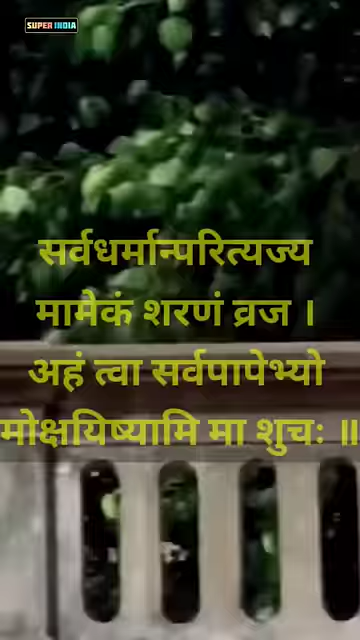 SUPER INDIA
सर्वधर्मान्परित्यज्य
मामेकं शरणं व्रज ।
अहं त्वा सर्वपापेभ्यो
मोक्षयिष्यामि मा शुचः ॥